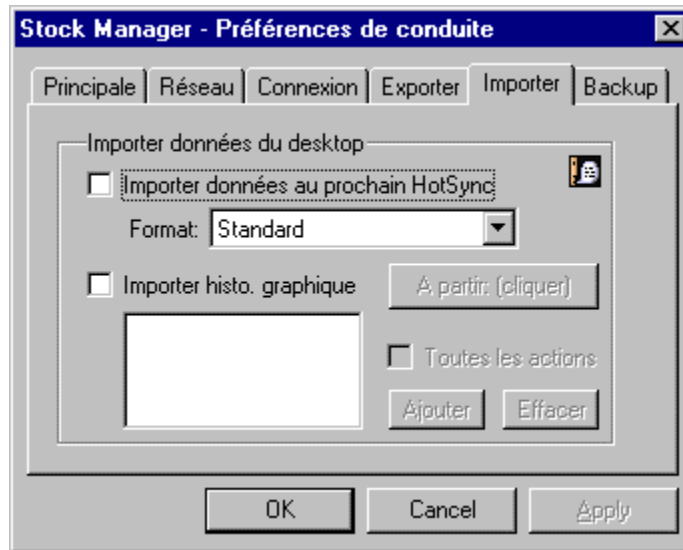 Stock Manager - Préférences de conduite
Principale Réseau Connexion Exporter Importer Backup
Importer données du desktop
Importer données au prochain HotSync
Format: Standard
Importer histo. graphique
A partir: (cliquer)
Toutes les actions
Ajouter Effacer
OK Cancel Apply